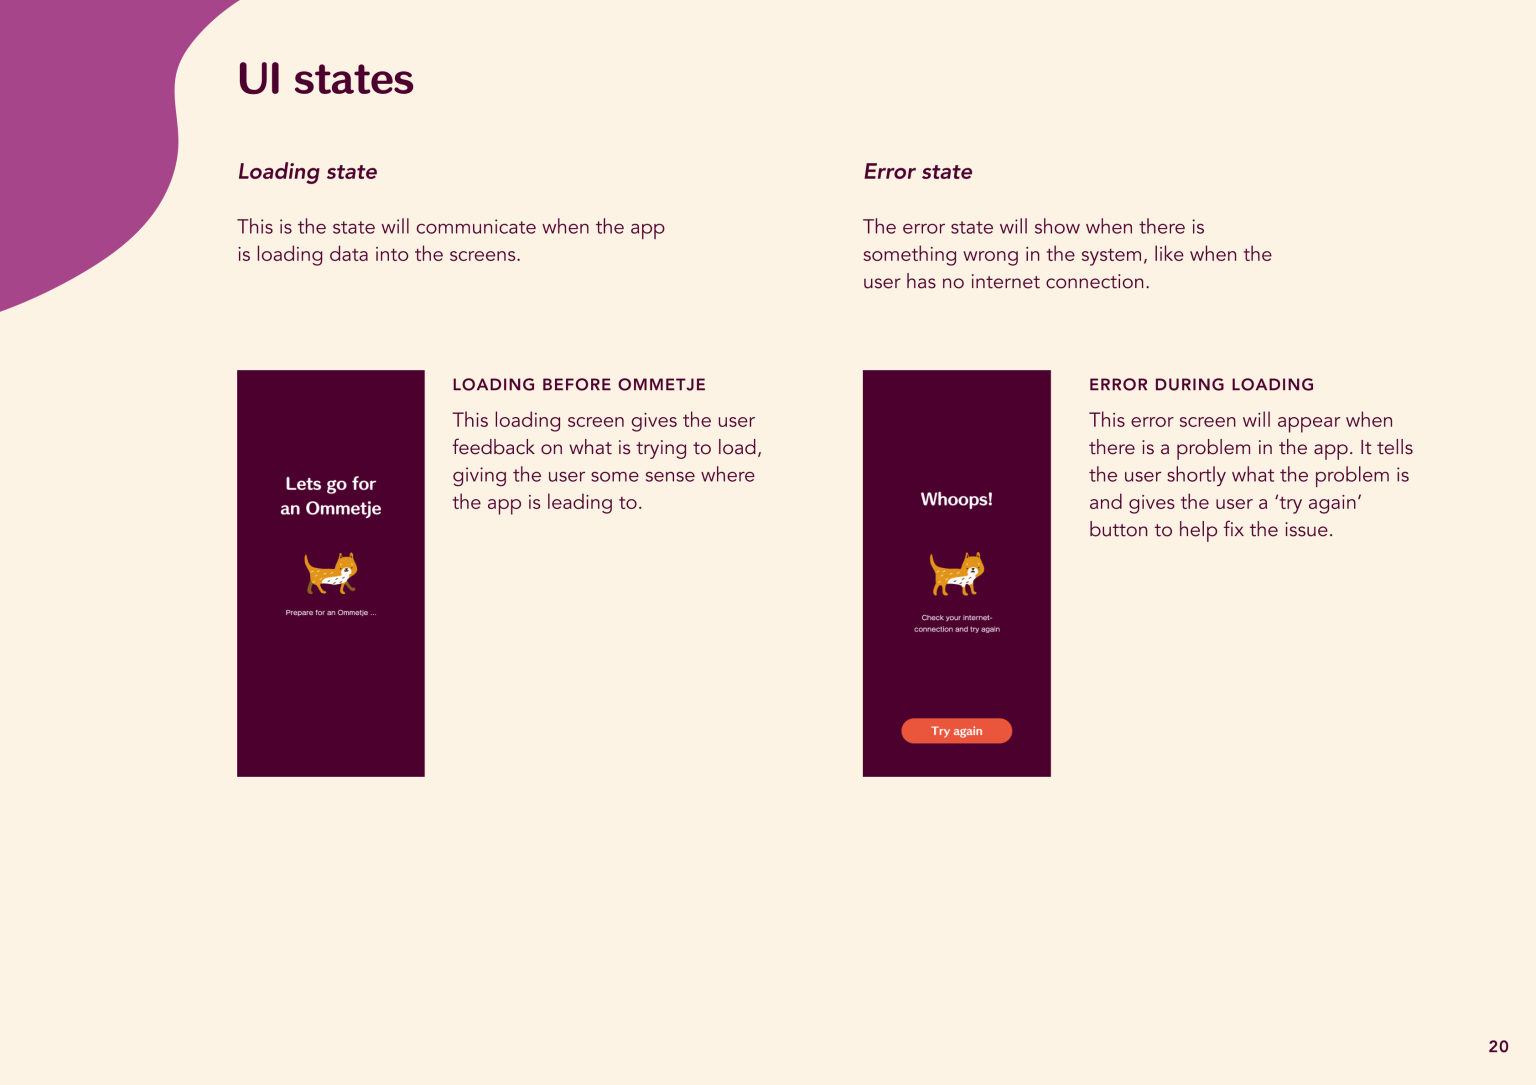 UI states
Loading state
This is the state will communicate when the app
is loading data into the screens.
Lets go for
an Ommetje
Prepare for an Ommetje ...
LOADING BEFORE OMMETJE
This loading screen gives the user
feedback on what is trying to load,
giving the user some sense where
the app is leading to.
Error state
The error state will show when there is
something wrong in the system, like when the
user has no internet connection.
Whoops!
Check your internet-
connection and try again
Try again
ERROR DURING LOADING
This error screen will appear when
there is a problem in the app. It tells
the user shortly what the problem is
and gives the user a ‘try again’
button to help fix the issue.
20